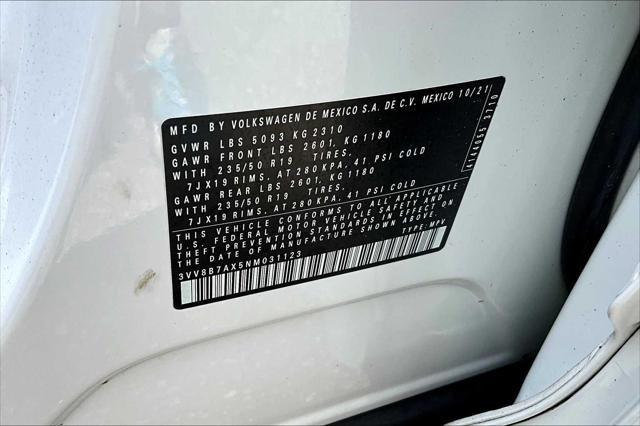 MFD BY VOLKSWAGEN DE MEXICO S.A. DE C.V. MEXICO 10/21
GVWR LBS 5093 KG 2310
GAWR FRONT LBS 2601, KG 1180
WITH 235/50 R19 TIRES.
7JX19 RIMS. AT 280 KPA, 41 PSI COLD
GAWR REAR LBS 2601, KG 1180
WITH 235/50 R19 TIRES.
7JX19 RIMS. AT 280 KPA, 41 PSI COLD
THIS VEHICLE CONFORMS TO ALL APPLICABLE
U.S. FEDERAL MOTOR VEHICLE SAFETY AND
THEFT PREVENTION STANDARDS IN EFFECT ON
THE DATE OF MANUFACTURE SHOWN ABOVE.
TYPE: MPV
3VV8B7AX5NM031123